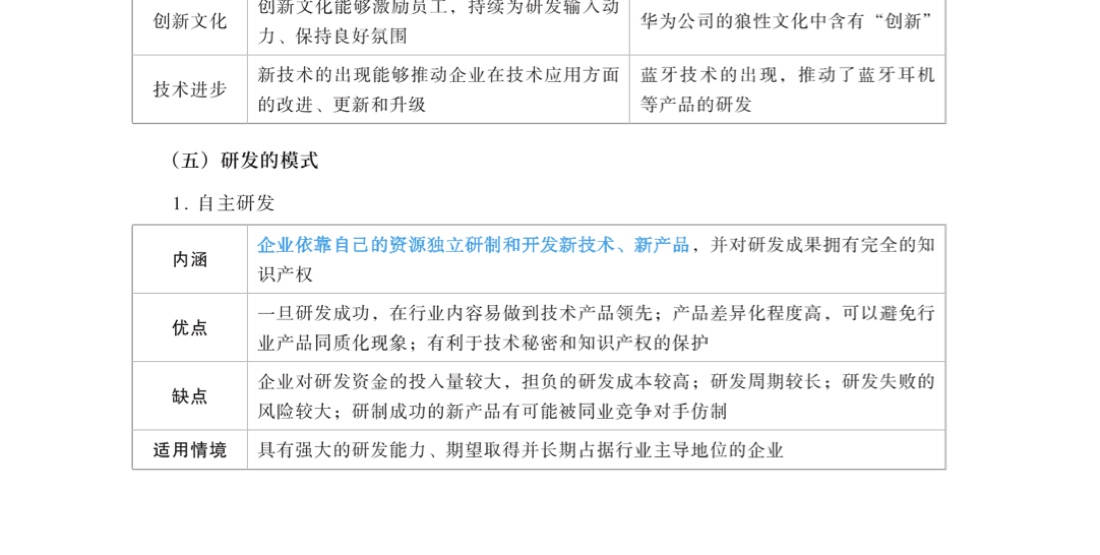 创新文化
创新文化能够激励员工，持续为研发输入动
力、保持良好氛围
华为公司的狼性文化中含有“创新”
技术进步
新技术的出现能够推动企业在技术应用方面
的改进、更新和升级
蓝牙技术的出现，推动了蓝牙耳机
等产品的研发
（五）研发的模式
1. 自主研发
内涵
企业依靠自己的资源独立研制和开发新技术、新产品，并对研发成果拥有完全的知
识产权
优点
一旦研发成功，在行业内容易做到技术产品领先；产品差异化程度高，可以避免行
业产品同质化现象；有利于技术秘密和知识产权的保护
缺点
企业对研发资金的投入量较大，担负的研发成本较高；研发周期较长；研发失败的
风险较大；研制成功的新产品有可能被同业竞争对手仿制
适用情境
具有强大的研发能力、期望取得并长期占据行业主导地位的企业